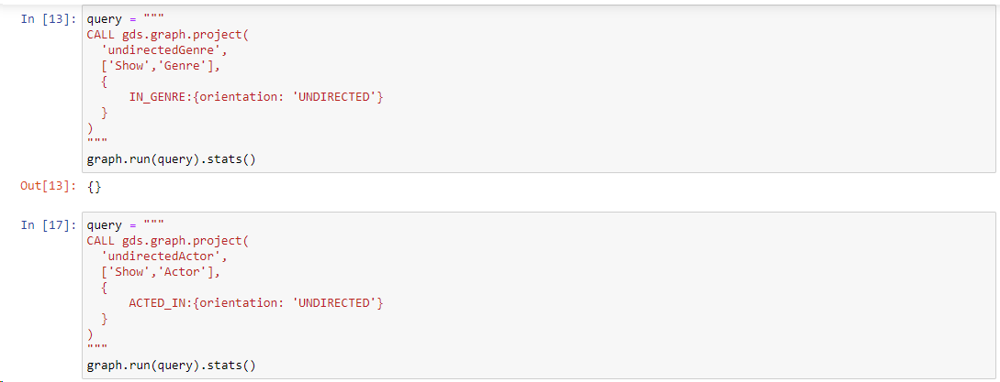 In [13]: query = """
CALL gds.graph.project(
'undirectedGenre',
['Show','Genre'],
{
IN_GENRE:{orientation: 'UNDIRECTED'}
}
)
"""
graph.run(query).stats()
Out[13]: {}
In [17]: query = """
CALL gds.graph.project(
'undirectedActor',
['Show','Actor'],
{
ACTED_IN:{orientation: 'UNDIRECTED'}
}
)
"""
graph.run(query).stats()